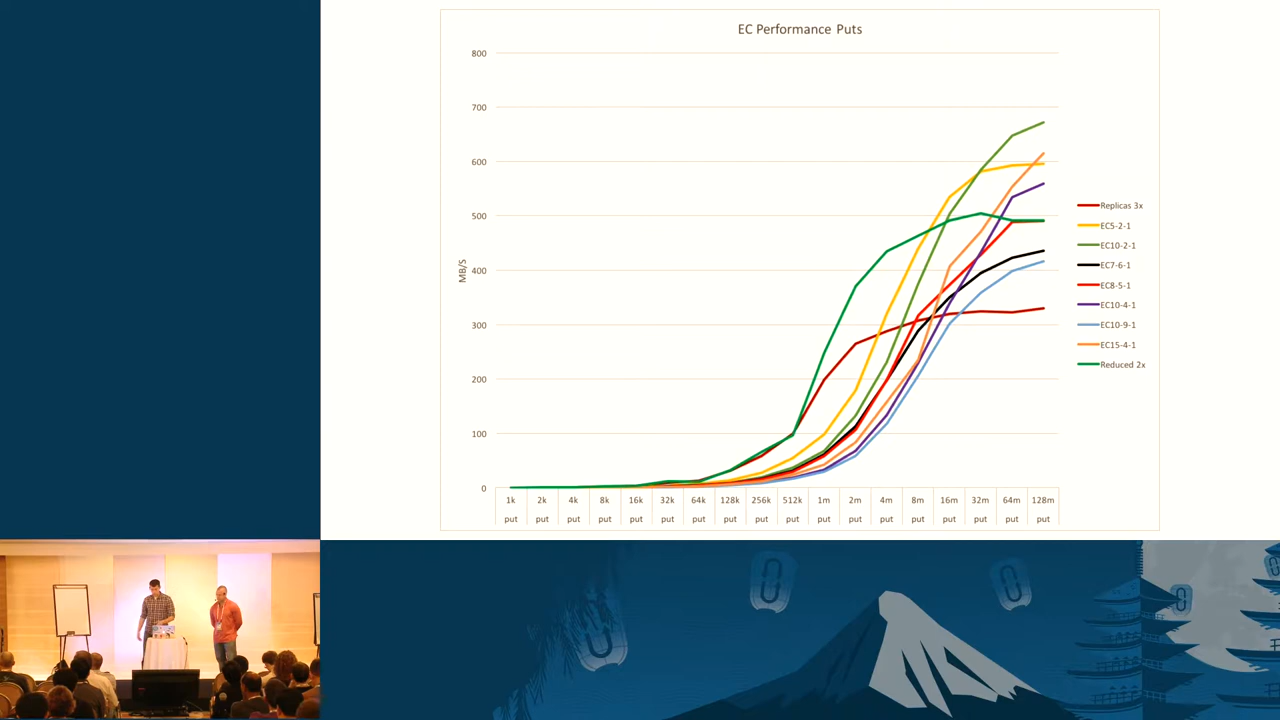 EC Performance Puts
800
700
600
500
400
300
200
100
0
MB/S
1k put
2k put
4k put
8k put
16k put
32k put
64k put
128k put
256k put
512k put
1m put
2m put
4m put
8m put
16m put
32m put
64m put
128m put
Replicas 3x
EC5-2-1
EC10-2-1
EC7-6-1
EC8-5-1
EC10-4-1
EC10-9-1
EC15-4-1
Reduced 2x